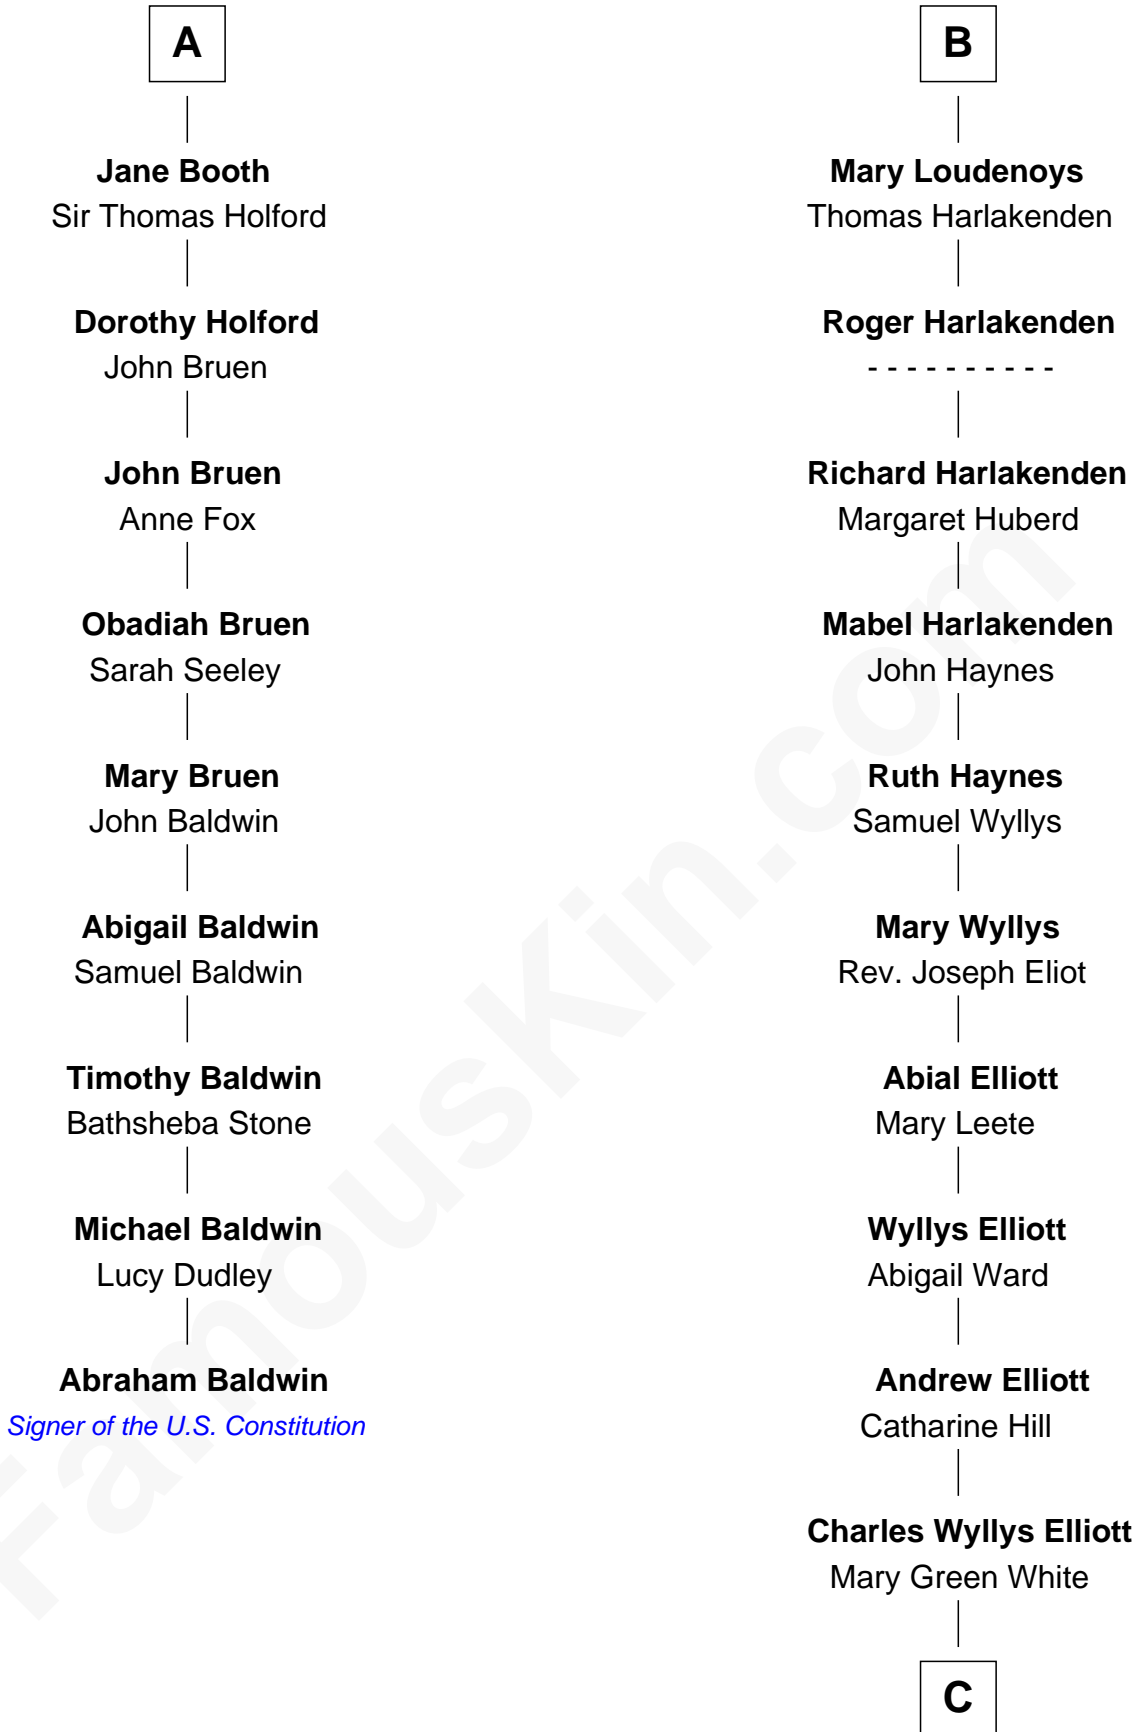 A
Jane Booth
Sir Thomas Holford
Dorothy Holford
John Bruen
John Bruen
Anne Fox
Obadiah Bruen
Sarah Seeley
Mary Bruen
John Baldwin
Abigail Baldwin
Samuel Baldwin
Timothy Baldwin
Bathsheba Stone
Michael Baldwin
Lucy Dudley
Abraham Baldwin
Signer of the U.S. Constitution
B
Mary Loudenoys
Thomas Harlakenden
Roger Harlakenden
- - - - - - - - - -
Richard Harlakenden
Margaret Huberd
Mabel Harlakenden
John Haynes
Ruth Haynes
Samuel Wyllys
Mary Wyllys
Rev. Joseph Eliot
Abial Elliott
Mary Leete
Wyllys Elliott
Abigail Ward
Andrew Elliott
Catharine Hill
Charles Wyllys Elliott
Mary Green White
C
FamousKin.com